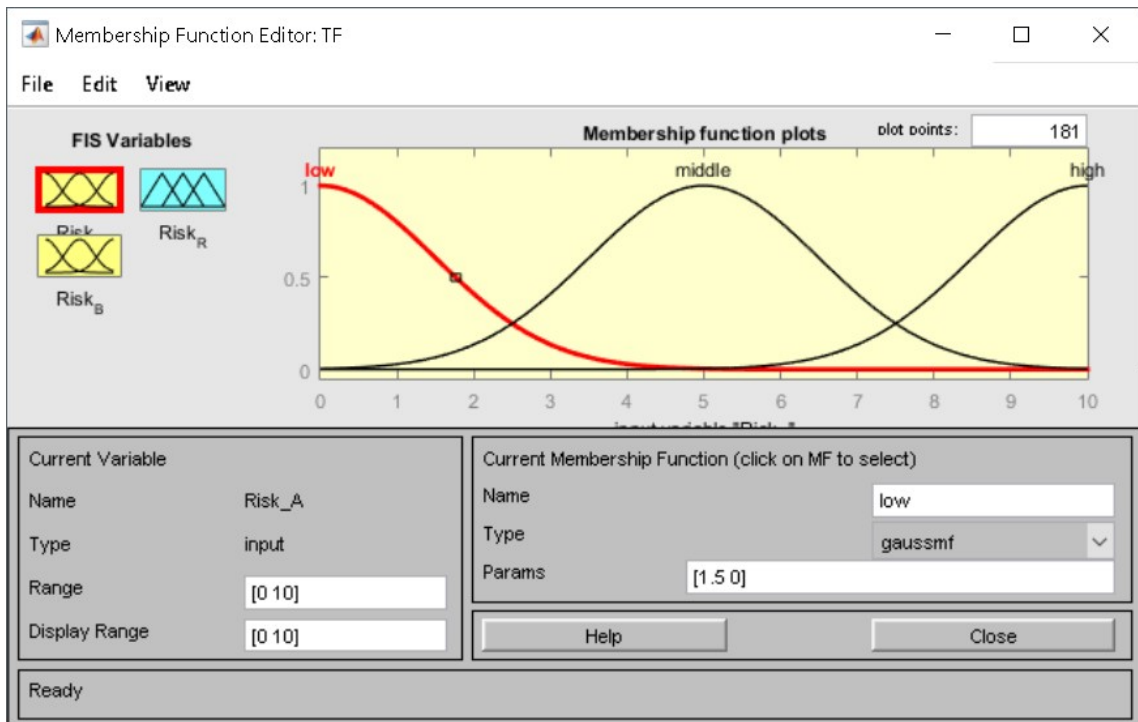 Membership Function Editor: TF
File Edit View
FIS Variables
Membership function plots
plot points:
181
Risk_R
Risk_B
low
middle
high
1
0.5
0
0 1 2 3 4 5 6 7 8 9 10
Current Variable
Name Risk_A
Type input
Range [0 10]
Display Range [0 10]
Current Membership Function (click on MF to select)
Name low
Type gaussmf
Params [1.5 0]
Help Close
Ready